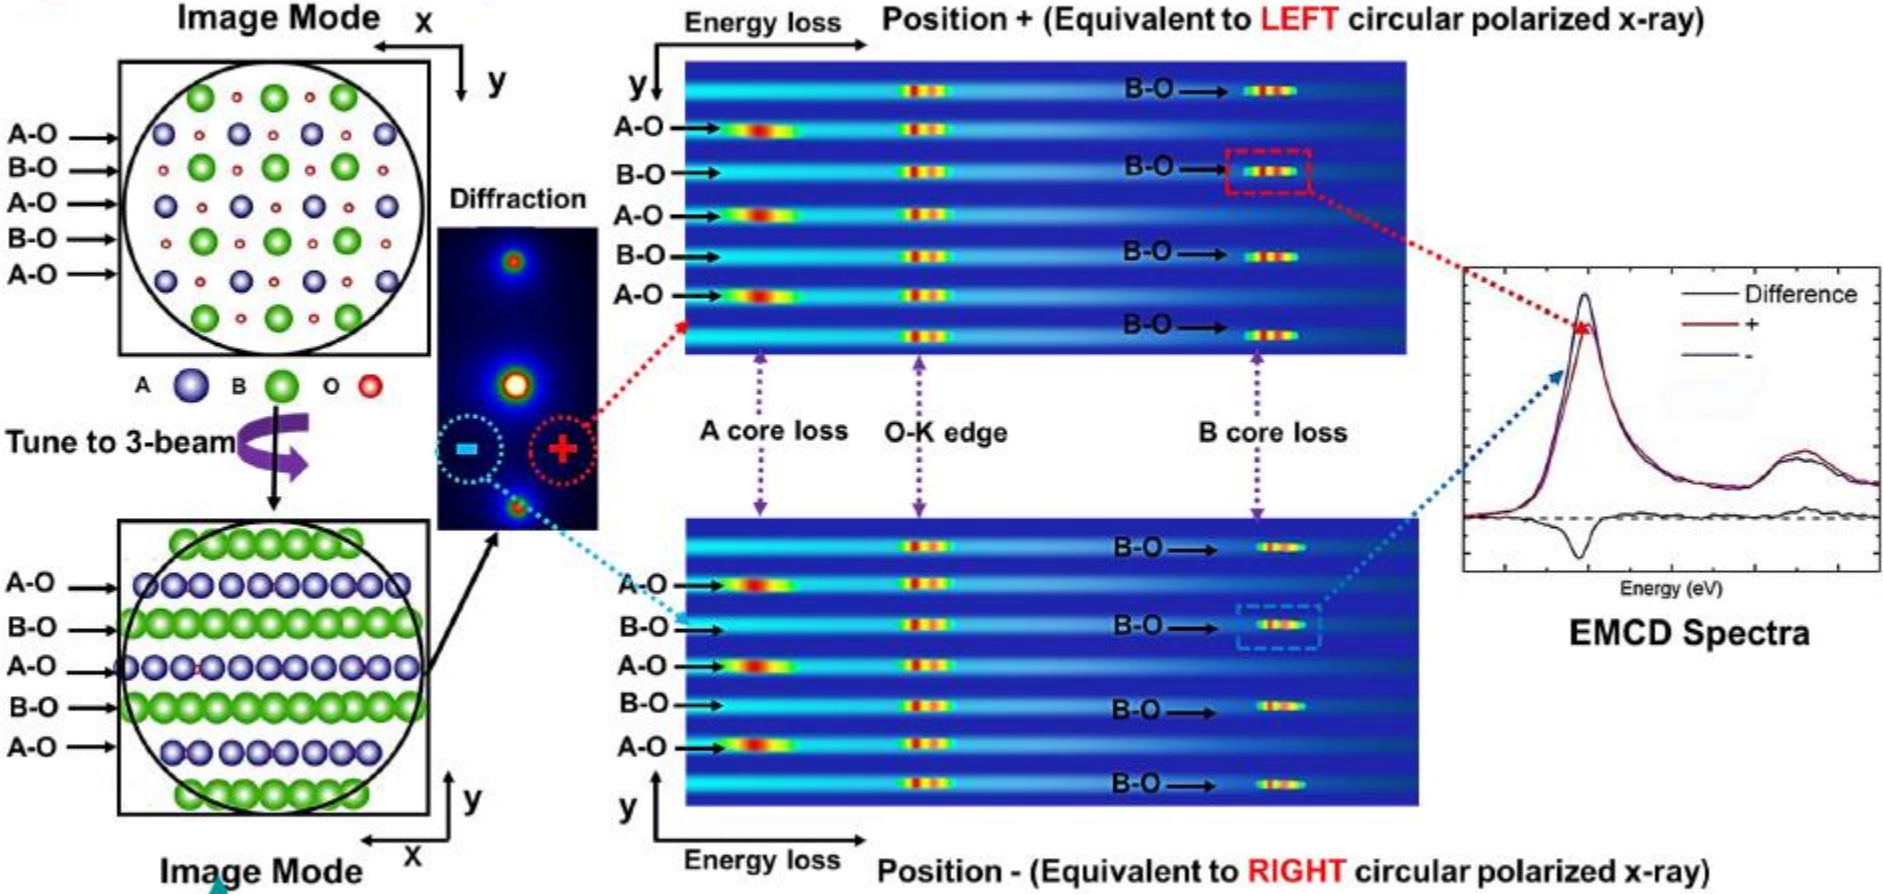 Image Mode
x
y
A-O
B-O
A-O
B-O
A-O
A
B
O
Tune to 3-beam
A-O
B-O
A-O
B-O
A-O
y
x
Image Mode
Diffraction
-
+
Energy loss
Position + (Equivalent to LEFT circular polarized x-ray)
y
B-O
A-O
B-O
B-O
A-O
B-O
B-O
A-O
B-O
A core loss
O-K edge
B core loss
B-O
A-O
B-O
B-O
A-O
B-O
B-O
A-O
B-O
y
Energy loss
Position - (Equivalent to RIGHT circular polarized x-ray)
Difference
+
-
Energy (eV)
EMCD Spectra